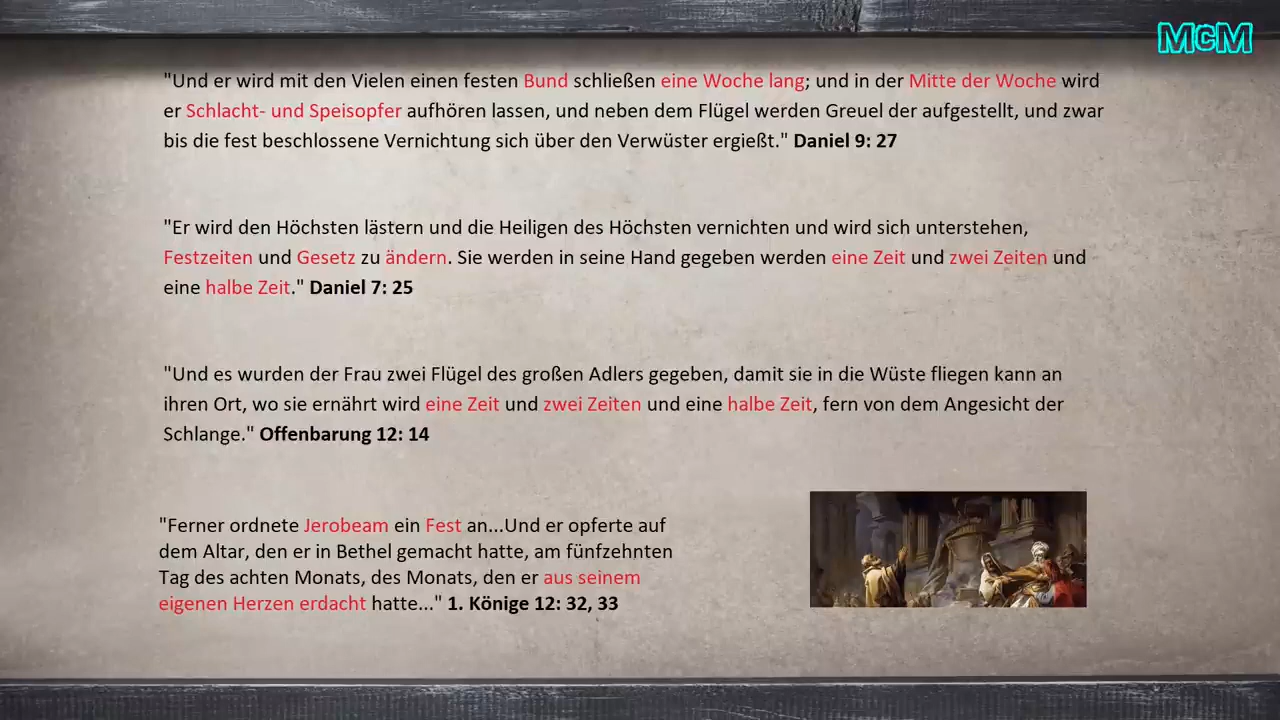 McM
"Und er wird mit den Vielen einen festen Bund schließen eine Woche lang; und in der Mitte der Woche wird
er Schlacht- und Speisopfer aufhören lassen, und neben dem Flügel werden Greuel der aufgestellt, und zwar
bis die fest beschlossene Vernichtung sich über den Verwüster ergießt." Daniel 9: 27
"Er wird den Höchsten lästern und die Heiligen des Höchsten vernichten und wird sich unterstehen,
Festzeiten und Gesetz zu ändern. Sie werden in seine Hand gegeben werden eine Zeit und zwei Zeiten und
eine halbe Zeit." Daniel 7: 25
"Und es wurden der Frau zwei Flügel des großen Adlers gegeben, damit sie in die Wüste fliegen kann an
ihren Ort, wo sie ernährt wird eine Zeit und zwei Zeiten und eine halbe Zeit, fern von dem Angesicht der
Schlange." Offenbarung 12: 14
"Ferner ordnete Jerobeam ein Fest an...Und er opferte auf
dem Altar, den er in Bethel gemacht hatte, am fünfzehnten
Tag des achten Monats, des Monats, den er aus seinem
eigenen Herzen erdacht hatte..." 1. Könige 12: 32, 33